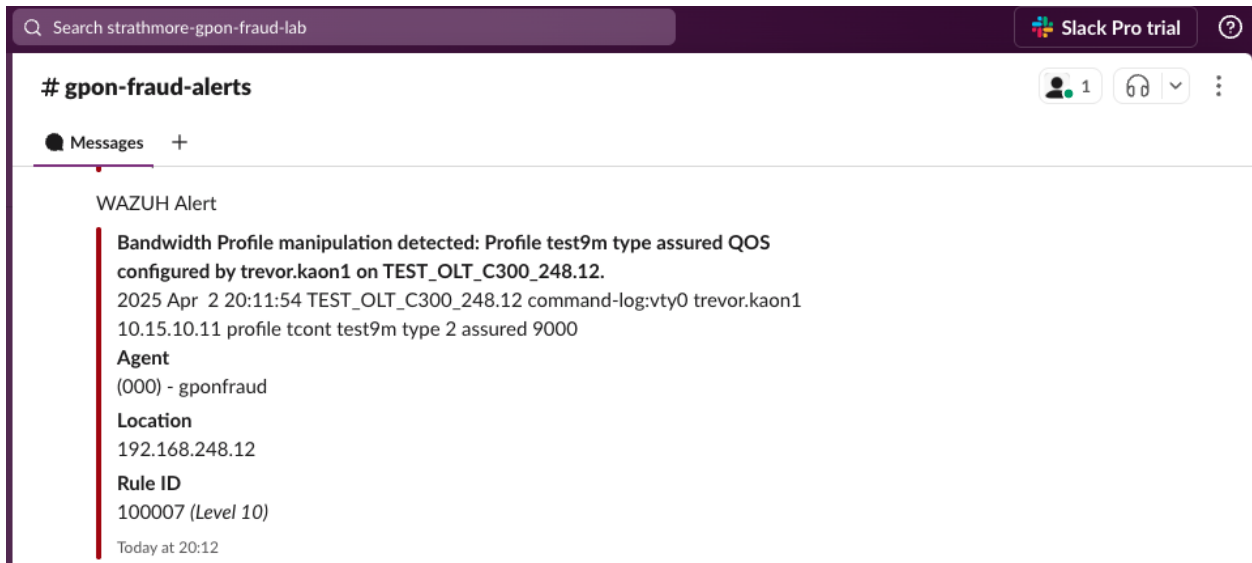 Search strathmore-gpon-fraud-lab
Slack Pro trial
# gpon-fraud-alerts
1
Messages
WAZUH Alert
Bandwidth Profile manipulation detected: Profile test9m type assured QOS
configured by trevor.kaon1 on TEST_OLT_C300_248.12.
2025 Apr  2 20:11:54 TEST_OLT_C300_248.12 command-log:vty0 trevor.kaon1
10.15.10.11 profile tcont test9m type 2 assured 9000
Agent
(000) - gponfraud
Location
192.168.248.12
Rule ID
100007 (Level 10)
Today at 20:12